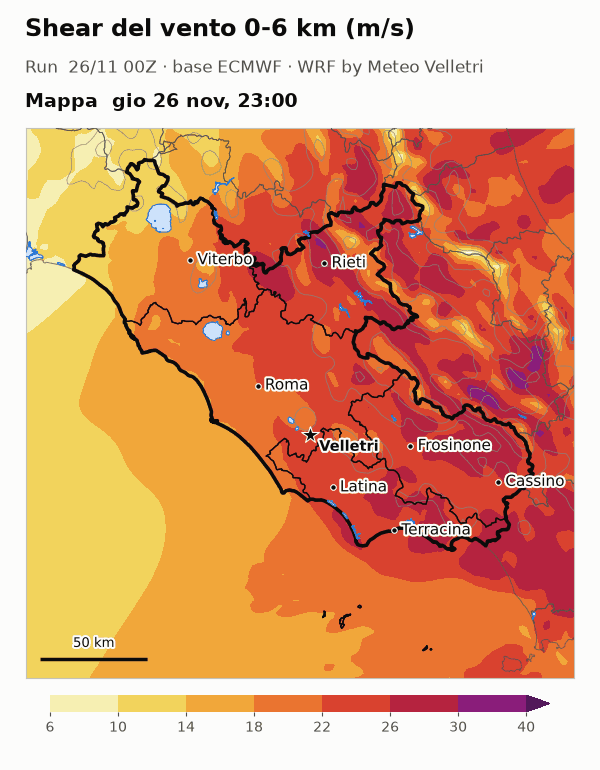 Shear del vento 0-6 km (m/s)
Run  26/11 00Z · base ECMWF · WRF by Meteo Velletri
Mappa  gio 26 nov, 23:00
Viterbo
Rieti
Roma
Velletri
Frosinone
Latina
Cassino
Terracina
50 km
6 10 14 18 22 26 30 40